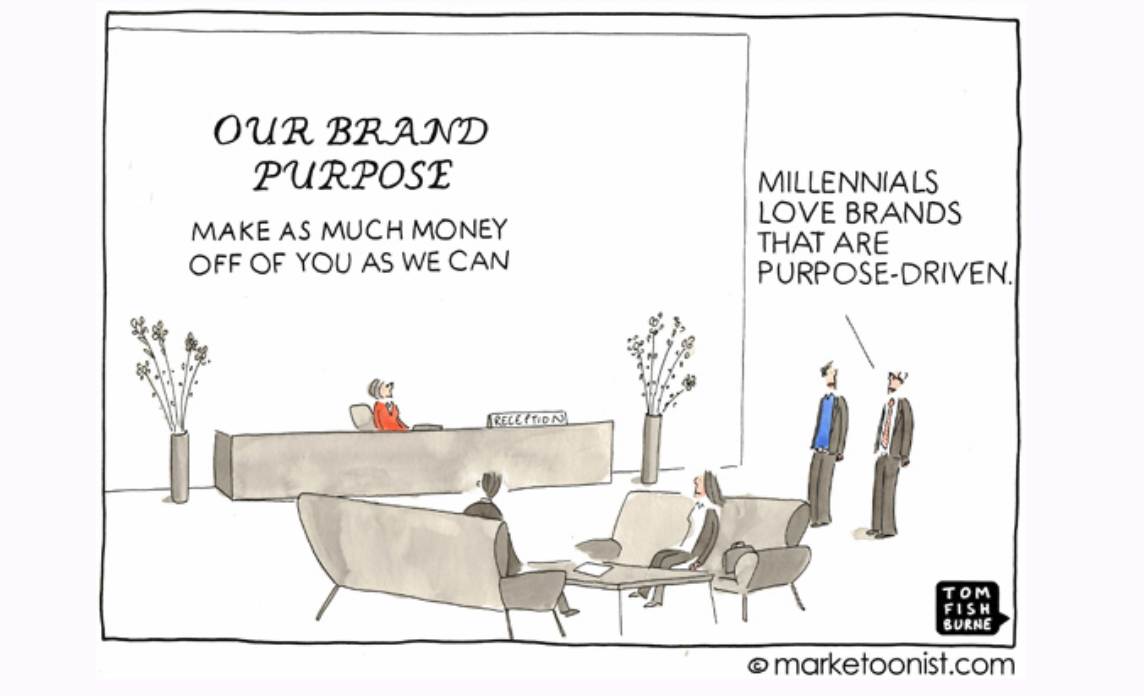 OUR BRAND
PURPOSE
MAKE AS MUCH MONEY
OFF OF YOU AS WE CAN
MILLENNIALS
LOVE BRANDS
THAT ARE
PURPOSE-DRIVEN.
RECEPTION
TOM
FISH
BURNE
© marketoonist.com